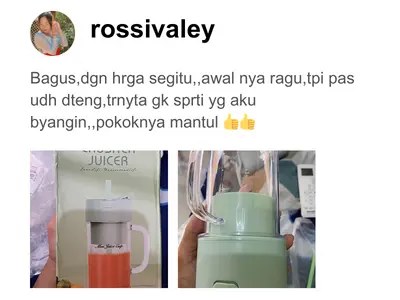 rossivaley
Bagus,dgn hrga segitu,,awal nya ragu,tpi pas
udh dteng,trnyta gk sprti yg aku
byangin,,pokoknya mantul 👍👍
JUICER